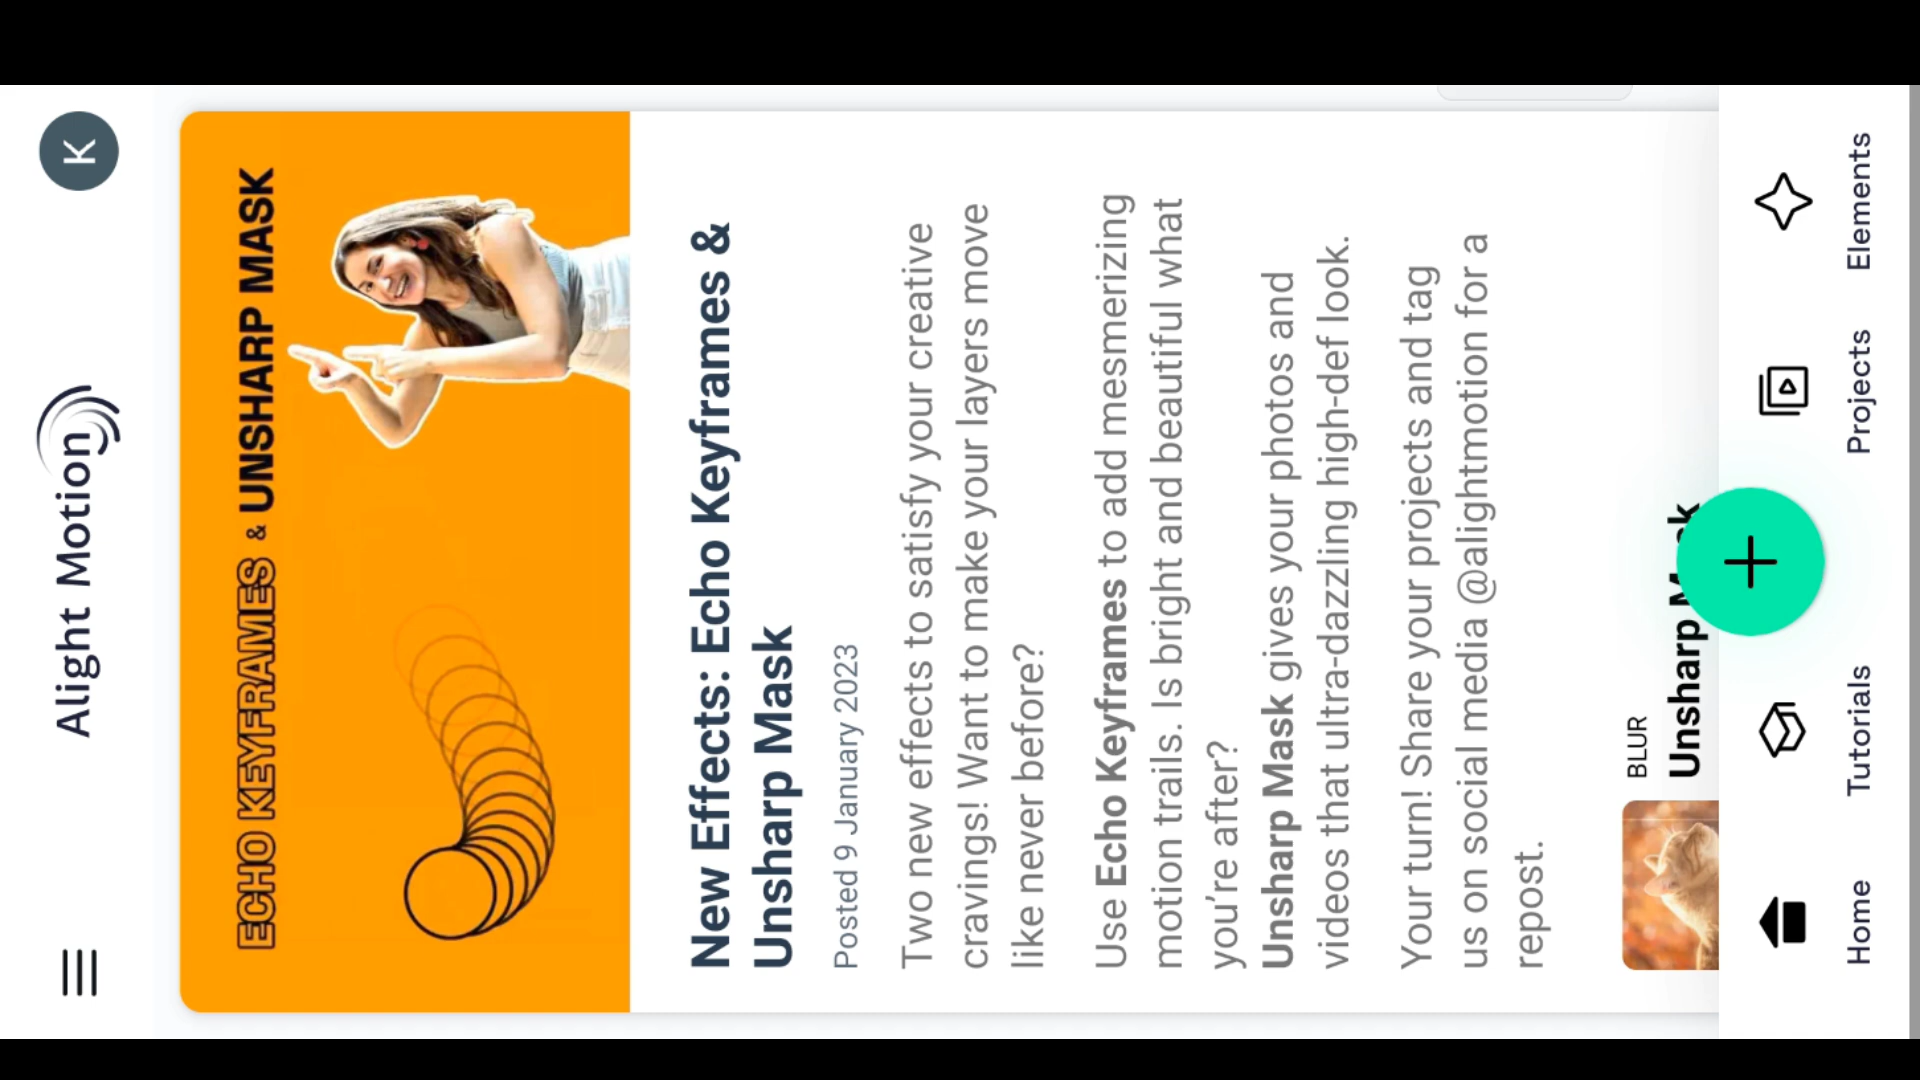 Alight Motion
K
ECHO KEYFRAMES & UNSHARP MASK
New Effects: Echo Keyframes &
Unsharp Mask
Posted 9 January 2023
Two new effects to satisfy your creative
cravings! Want to make your layers move
like never before?
Use Echo Keyframes to add mesmerizing
motion trails. Is bright and beautiful what
you're after?
Unsharp Mask gives your photos and
videos that ultra-dazzling high-def look.
Your turn! Share your projects and tag
us on social media @alightmotion for a
repost.
BLUR
Unsharp Mask
Home
Tutorials
Projects
Elements